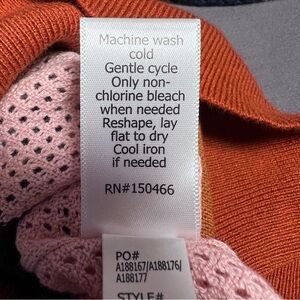 Machine wash
cold
Gentle cycle
Only non-
chlorine bleach
when needed
Reshape, lay
flat to dry
Cool iron
if needed
RN#150466
PO#
A188167/A188176/
A188177
STYLE#